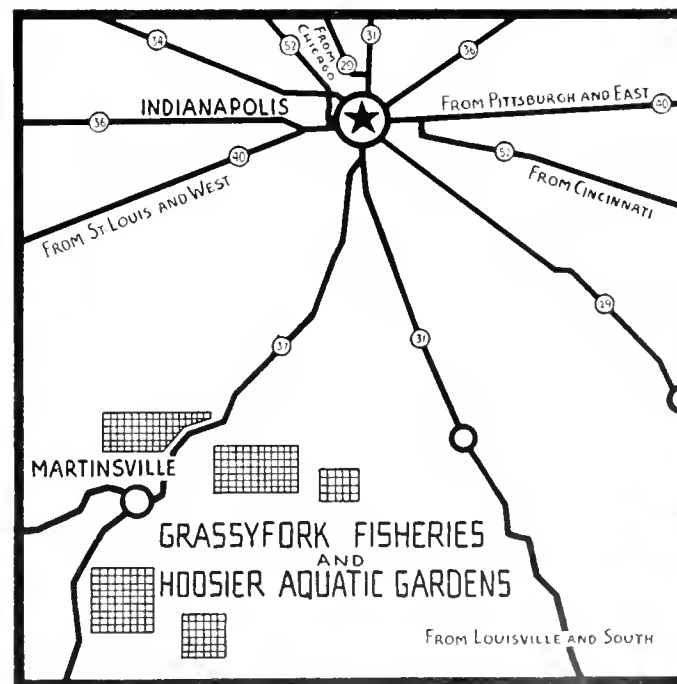 34
52
FROM CHICAGO
29
31
36
INDIANAPOLIS
FROM PITTSBURGH AND EAST
40
36
40
52
FROM ST. LOUIS AND WEST
FROM CINCINNATI
29
37
31
MARTINSVILLE
GRASSYFORK FISHERIES
AND
HOOSIER AQUATIC GARDENS
FROM LOUISVILLE AND SOUTH